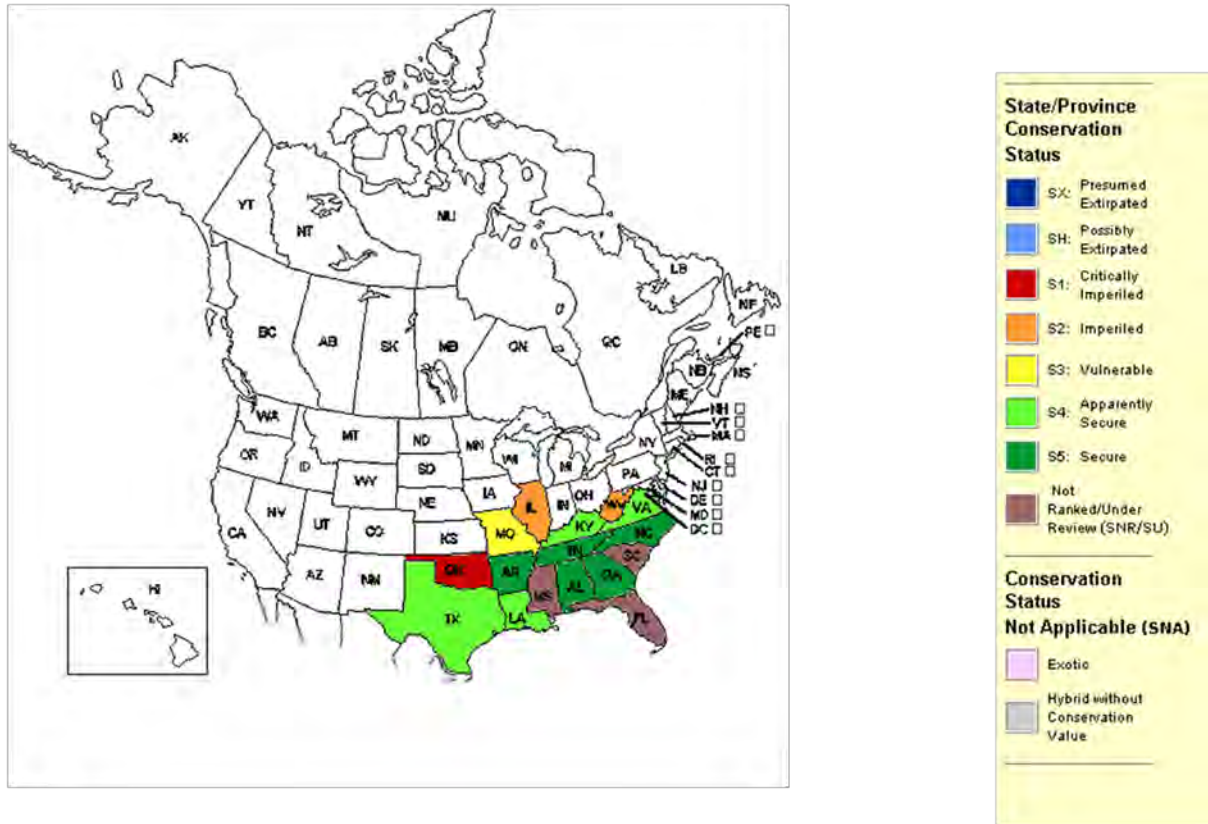 AK
YT
NT
NU
BC
AB
SK
MB
ON
QC
LB
NF
PE
NB
NS
ME
NH
VT
MA
RI
CT
NJ
DE
MD
DC
WA
OR
CA
NV
ID
MT
WY
UT
AZ
CO
NM
ND
SD
NE
KS
OK
TX
MN
IA
MO
AR
LA
WI
IL
MI
IN
OH
KY
TN
MS
AL
GA
FL
SC
NC
VA
WV
PA
NY
HI
State/Province
Conservation
Status
SX: Presumed
Extirpated
SH: Possibly
Extirpated
S1: Critically
Imperiled
S2: Imperiled
S3: Vulnerable
S4: Apparently
Secure
S5: Secure
Not
Ranked/Under
Review (SNR/SU)
Conservation
Status
Not Applicable (SNA)
Exotic
Hybrid without
Conservation
Value